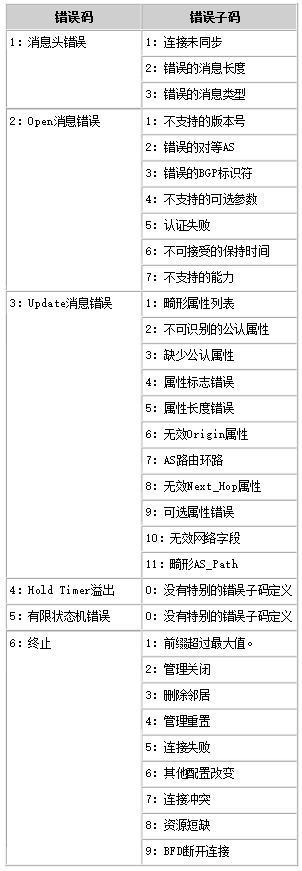 错误码 错误子码
1：消息头错误 1：连接未同步
2：错误的消息长度
3：错误的消息类型
2：Open消息错误 1：不支持的版本号
2：错误的对等AS
3：错误的BGP标识符
4：不支持的可选参数
5：认证失败
6：不可接受的保持时间
7：不支持的能力
3：Update消息错误 1：畸形属性列表
2：不可识别的公认属性
3：缺少公认属性
4：属性标志错误
5：属性长度错误
6：无效Origin属性
7：AS路由环路
8：无效Next_Hop属性
9：可选属性错误
10：无效网络字段
11：畸形AS_Path
4：Hold Timer溢出 0：没有特别的错误子码定义
5：有限状态机错误 0：没有特别的错误子码定义
6：终止 1：前缀超过最大值。
2：管理关闭
3：删除邻居
4：管理重置
5：连接失败
6：其他配置改变
7：连接冲突
8：资源短缺
9：BFD断开连接